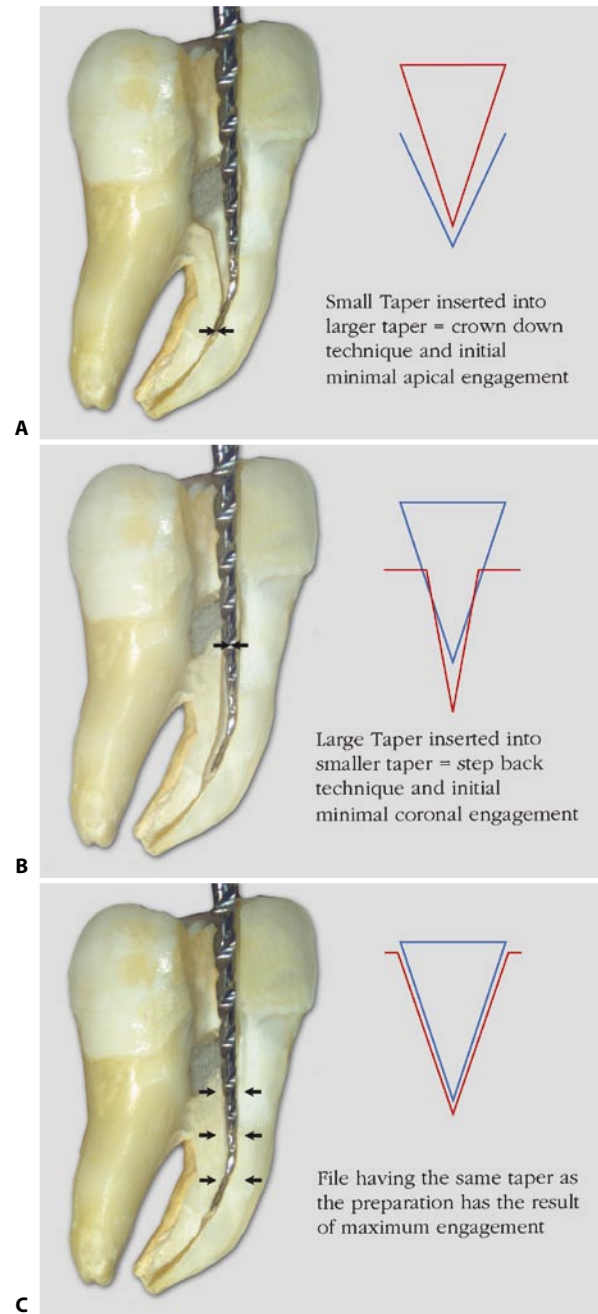 Small Taper inserted into
larger taper = crown down
technique and initial
minimal apical engagement
A
Large Taper inserted into
smaller taper = step back
technique and initial
minimal coronal engagement
B
File having the same taper as
the preparation has the result
of maximum engagement
C